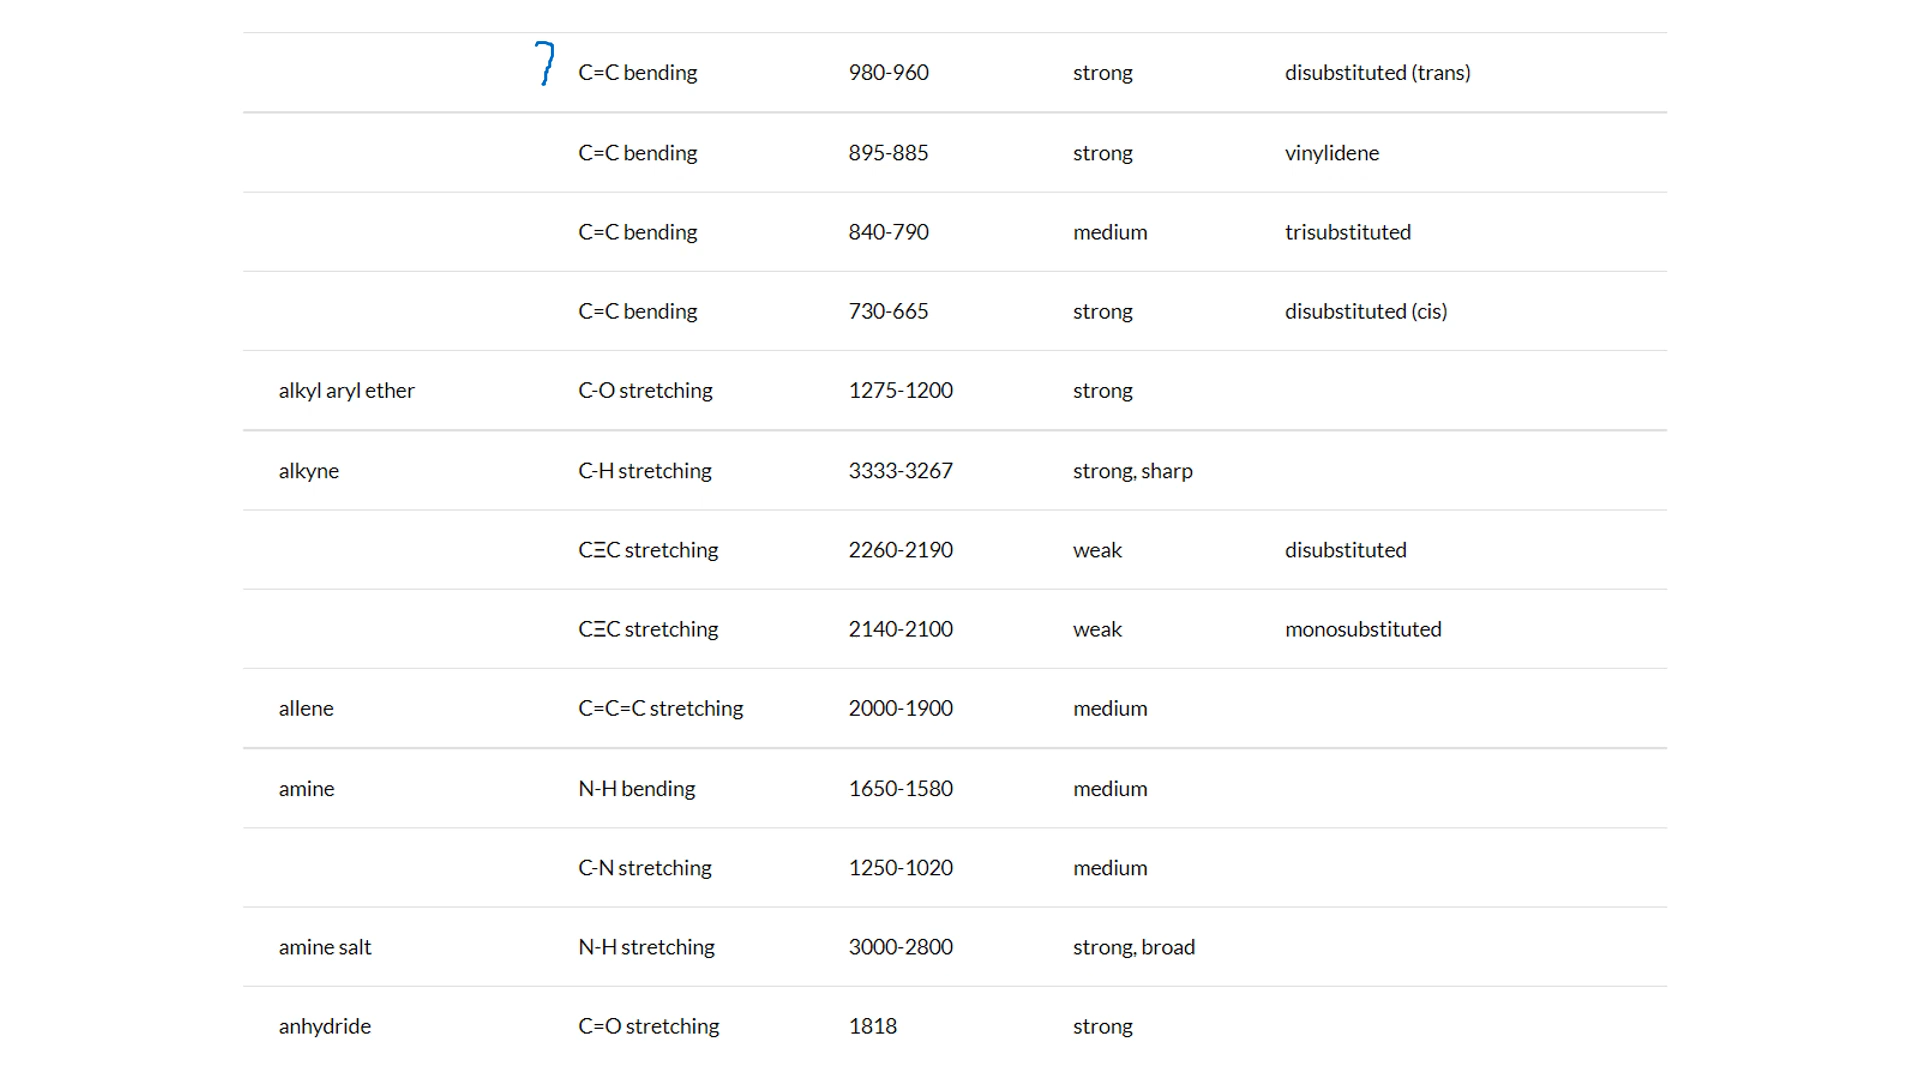 7 C=C bending 980-960 strong disubstituted (trans)
C=C bending 895-885 strong vinylidene
C=C bending 840-790 medium trisubstituted
C=C bending 730-665 strong disubstituted (cis)
alkyl aryl ether C-O stretching 1275-1200 strong
alkyne C-H stretching 3333-3267 strong, sharp
CΞC stretching 2260-2190 weak disubstituted
CΞC stretching 2140-2100 weak monosubstituted
allene C=C=C stretching 2000-1900 medium
amine N-H bending 1650-1580 medium
C-N stretching 1250-1020 medium
amine salt N-H stretching 3000-2800 strong, broad
anhydride C=O stretching 1818 strong